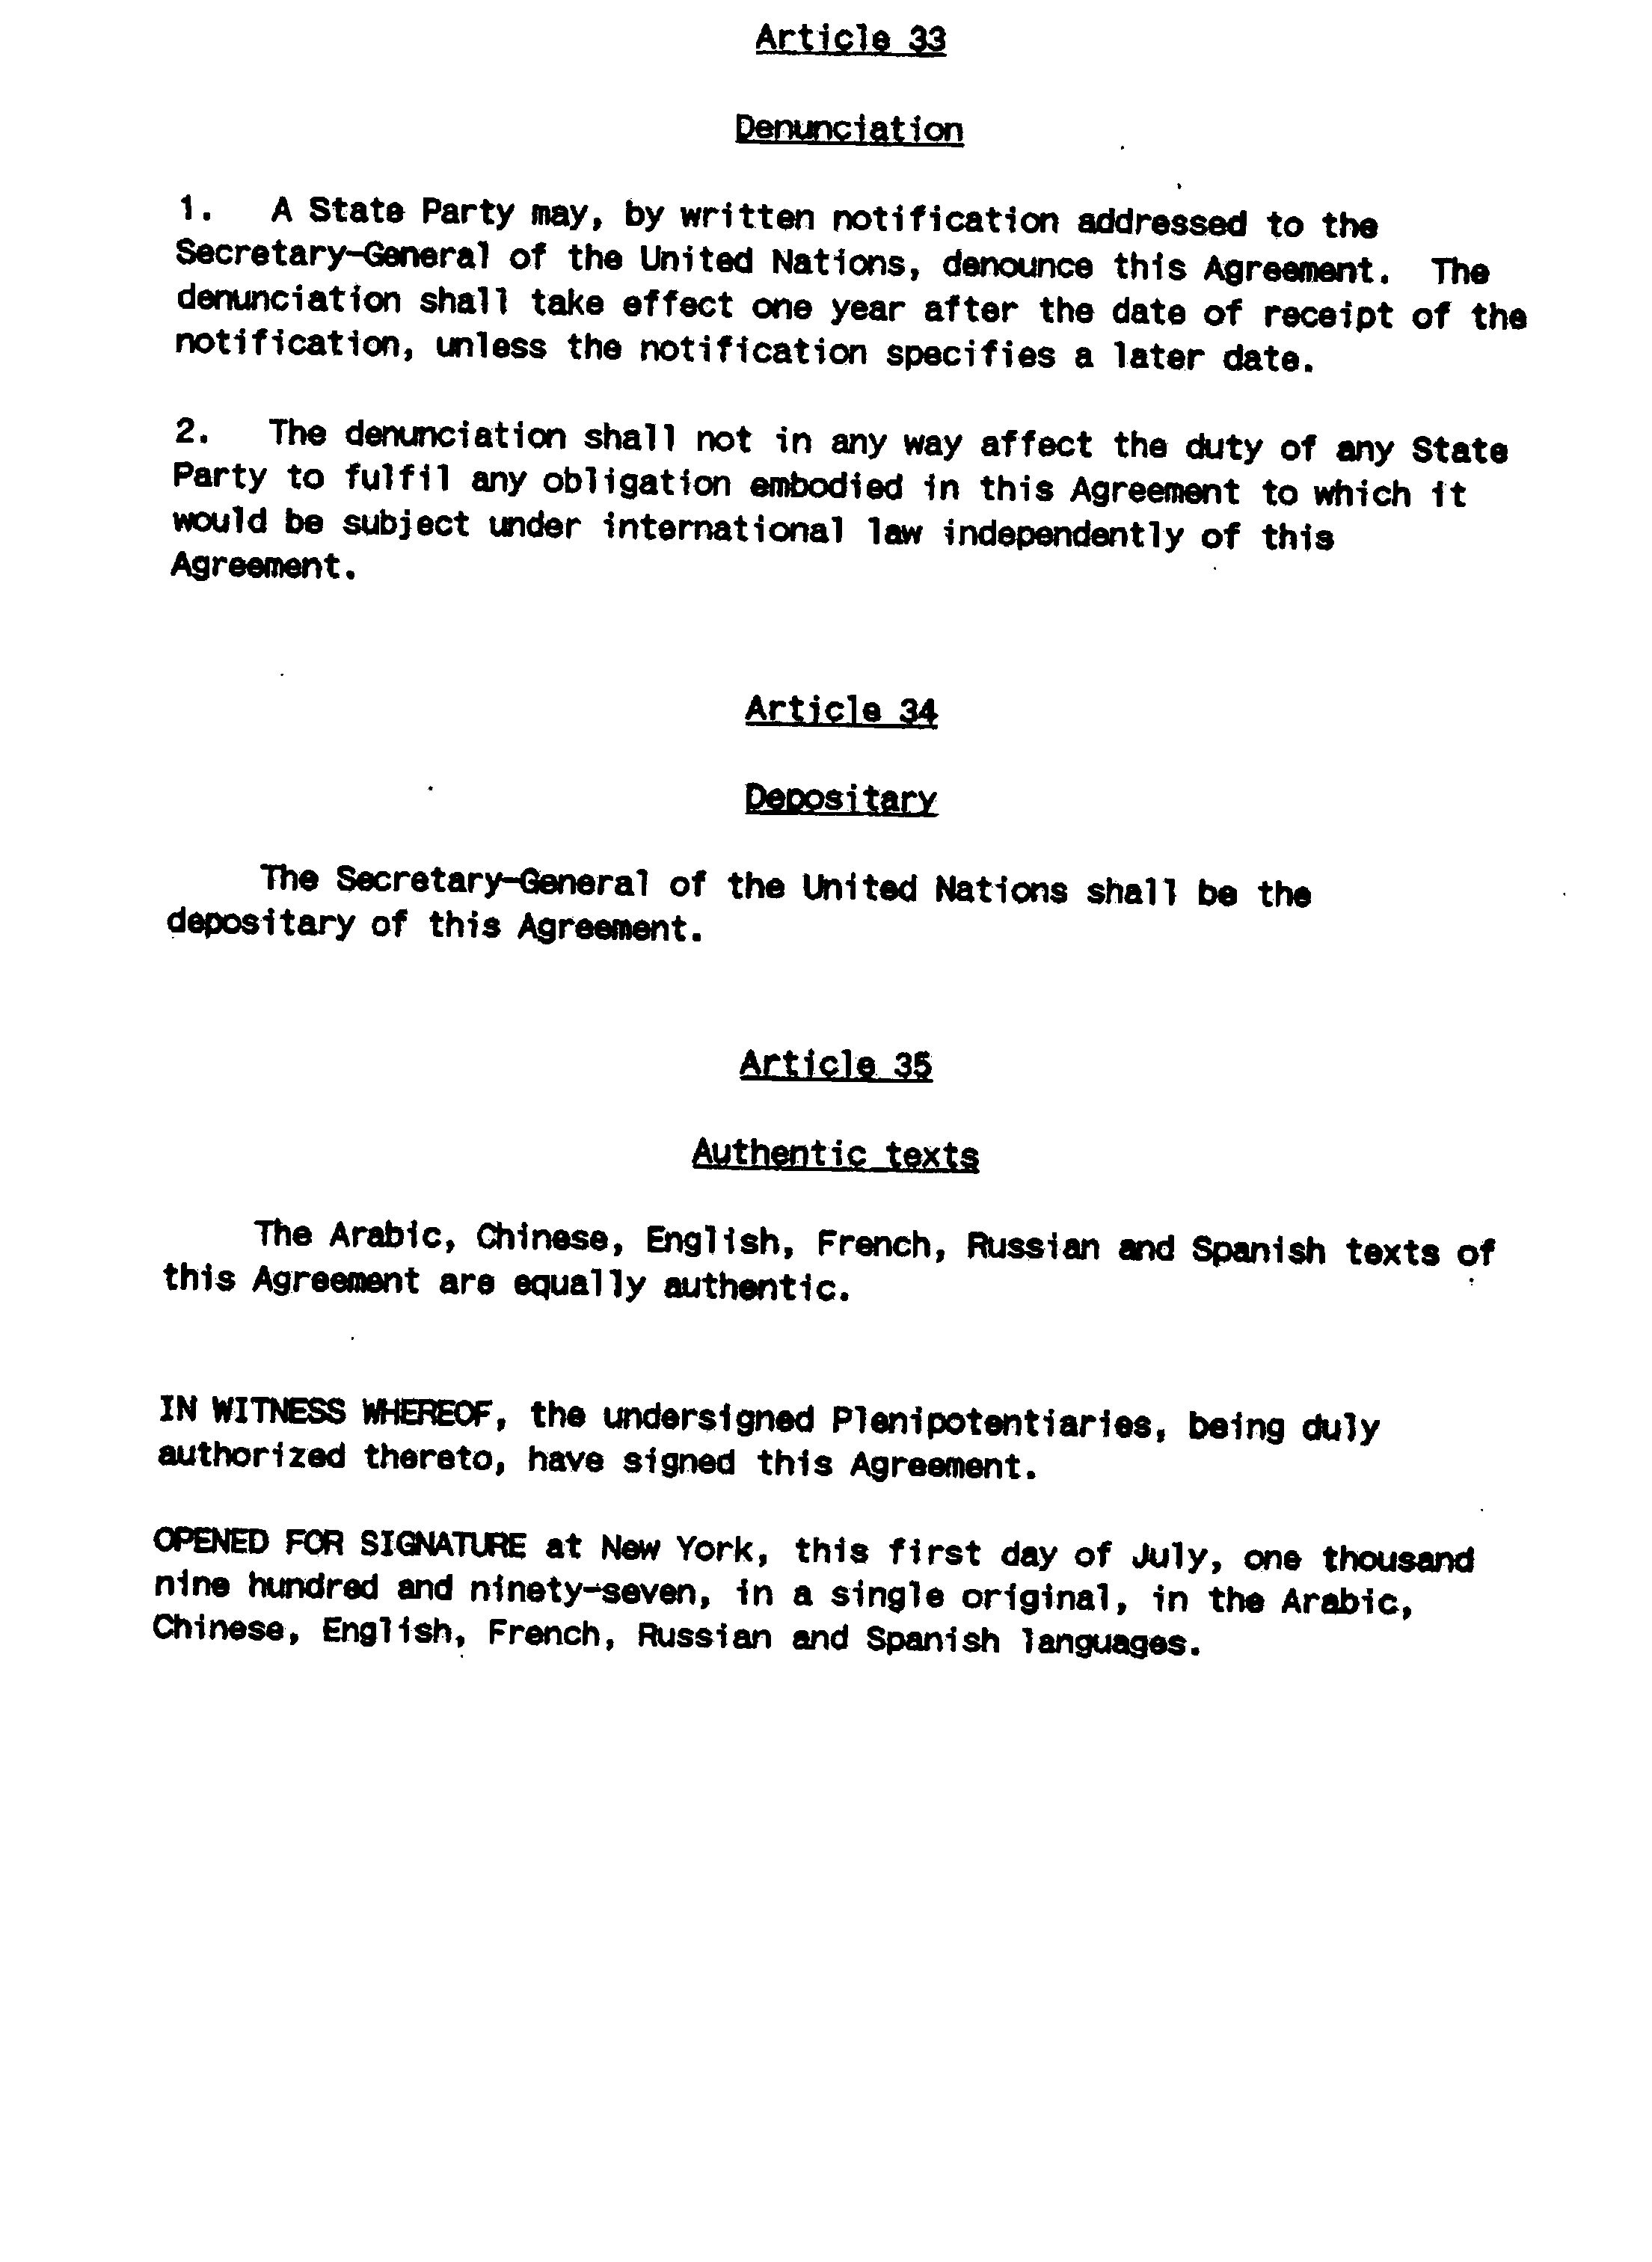 Article 33
Denunciation
1. A State Party may, by written notification addressed to the
Secretary-General of the United Nations, denounce this Agreement. The
denunciation shall take effect one year after the date of receipt of the
notification, unless the notification specifies a later date.
2. The denunciation shall not in any way affect the duty of any State
Party to fulfil any obligation embodied in this Agreement to which it
would be subject under international law independently of this
Agreement.
Article 34
Depositary
The Secretary-General of the United Nations shall be the
depositary of this Agreement.
Article 35
Authentic texts
The Arabic, Chinese, English, French, Russian and Spanish texts of
this Agreement are equally authentic.
IN WITNESS WHEREOF, the undersigned Plenipotentiaries, being duly
authorized thereto, have signed this Agreement.
OPENED FOR SIGNATURE at New York, this first day of July, one thousand
nine hundred and ninety-seven, in a single original, in the Arabic,
Chinese, English, French, Russian and Spanish languages.